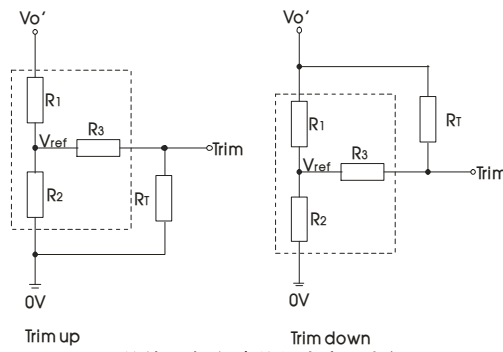 Vo'
R1
Vref
R3
Trim
R2
RT
0V
Trim up
Vo'
R1
RT
Vref
R3
Trim
R2
0V
Trim down